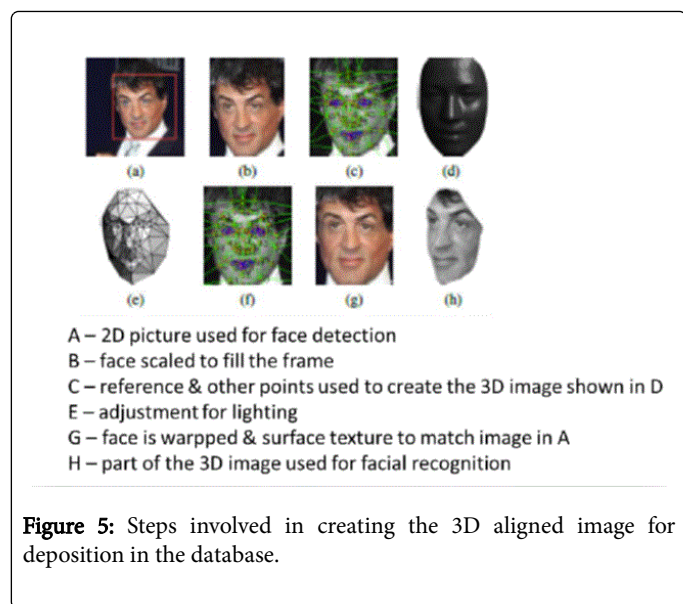 (a) (b) (c) (d)
(e) (f) (g) (h)
A – 2D picture used for face detection
B – face scaled to fill the frame
C – reference & other points used to create the 3D image shown in D
E – adjustment for lighting
G – face is warpped & surface texture to match image in A
H – part of the 3D image used for facial recognition
Figure 5: Steps involved in creating the 3D aligned image for
deposition in the database.